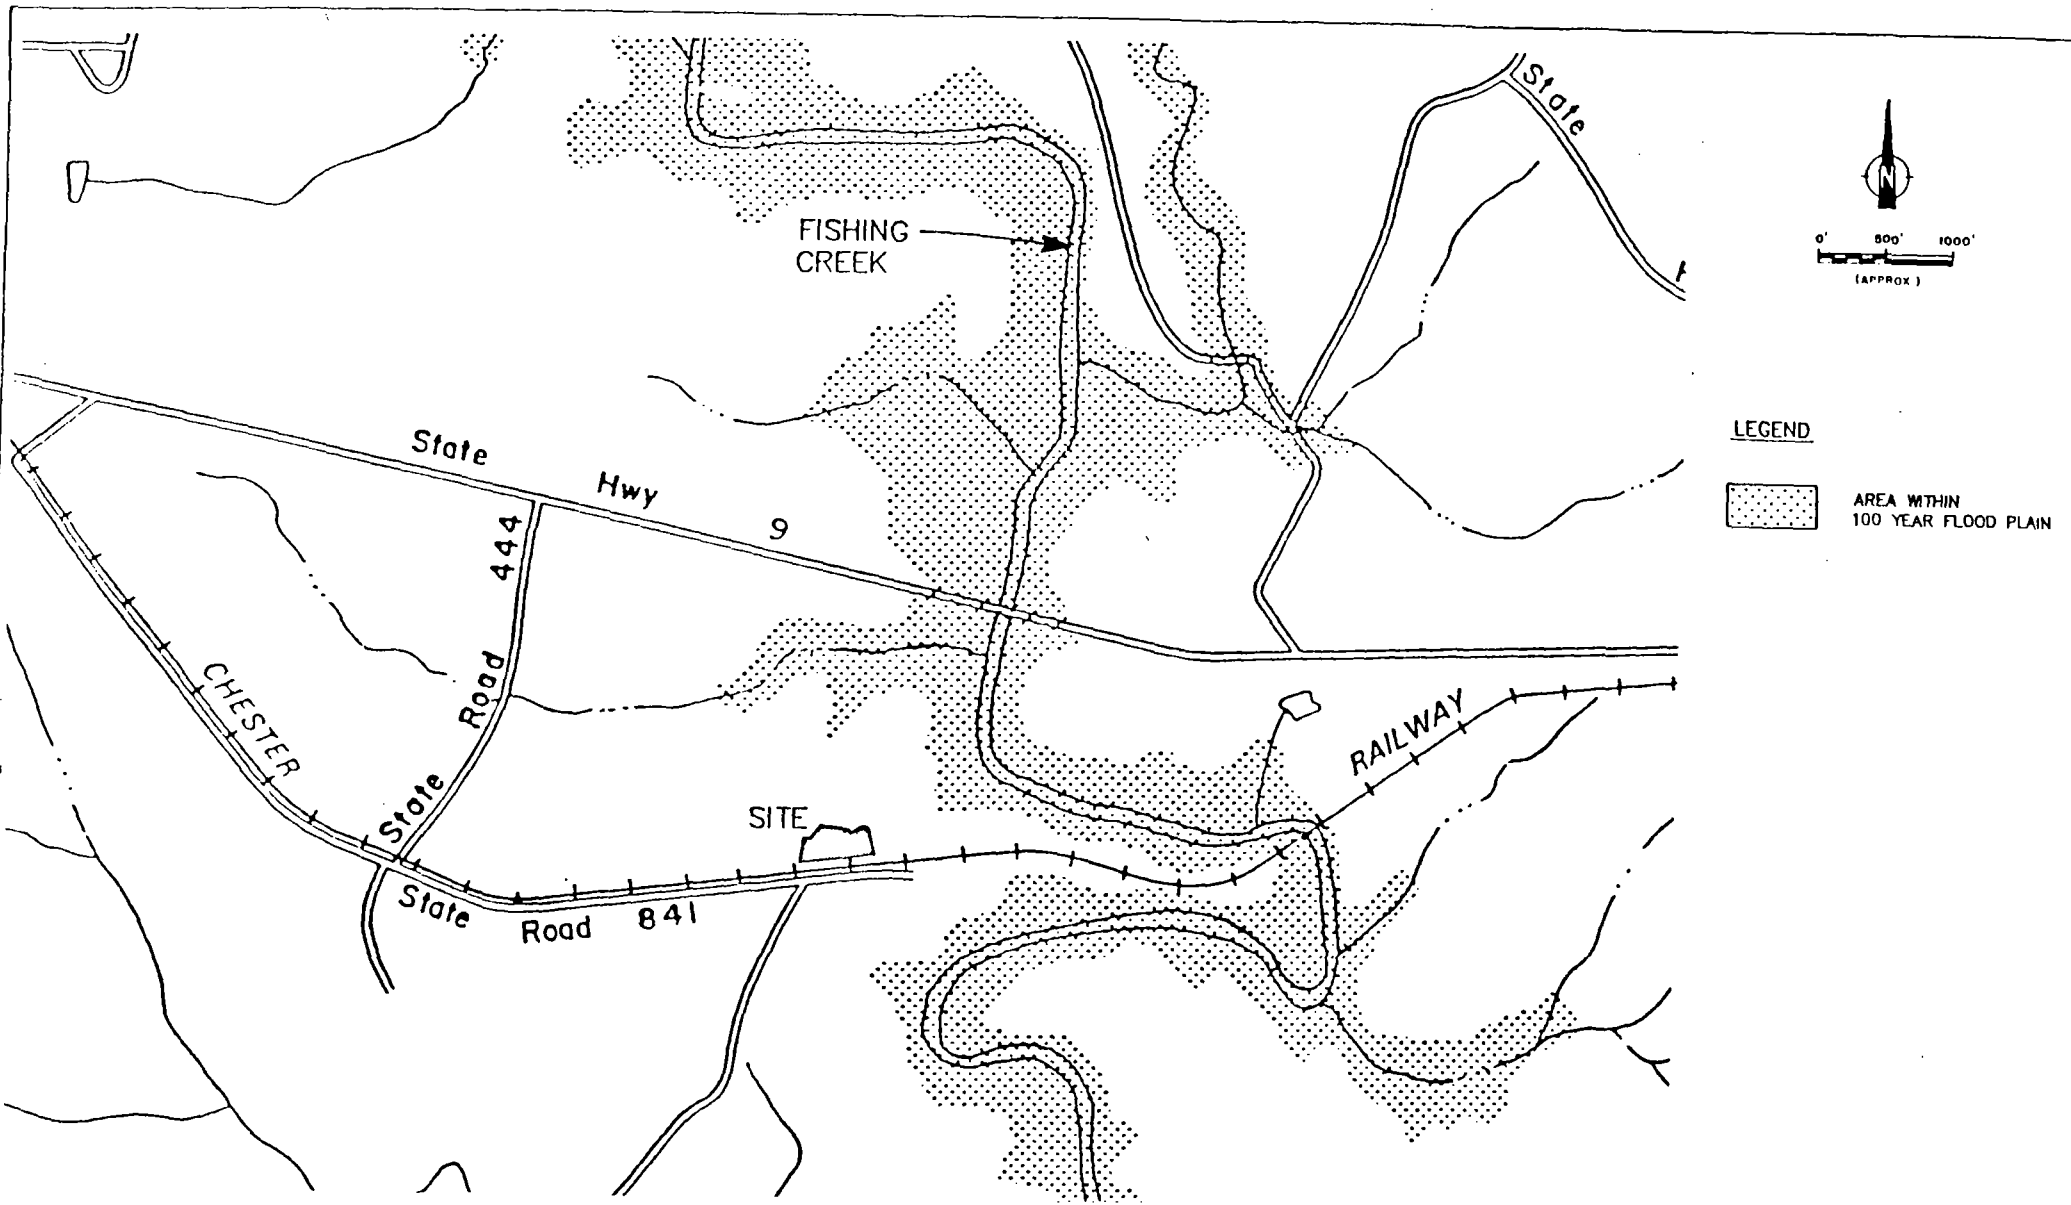 State
N
0' 500' 1000'
(APPROX.)
FISHING
CREEK
State Hwy 9
LEGEND
AREA WITHIN
100 YEAR FLOOD PLAIN
State Road 444
CHESTER
RAILWAY
SITE
State Road 841